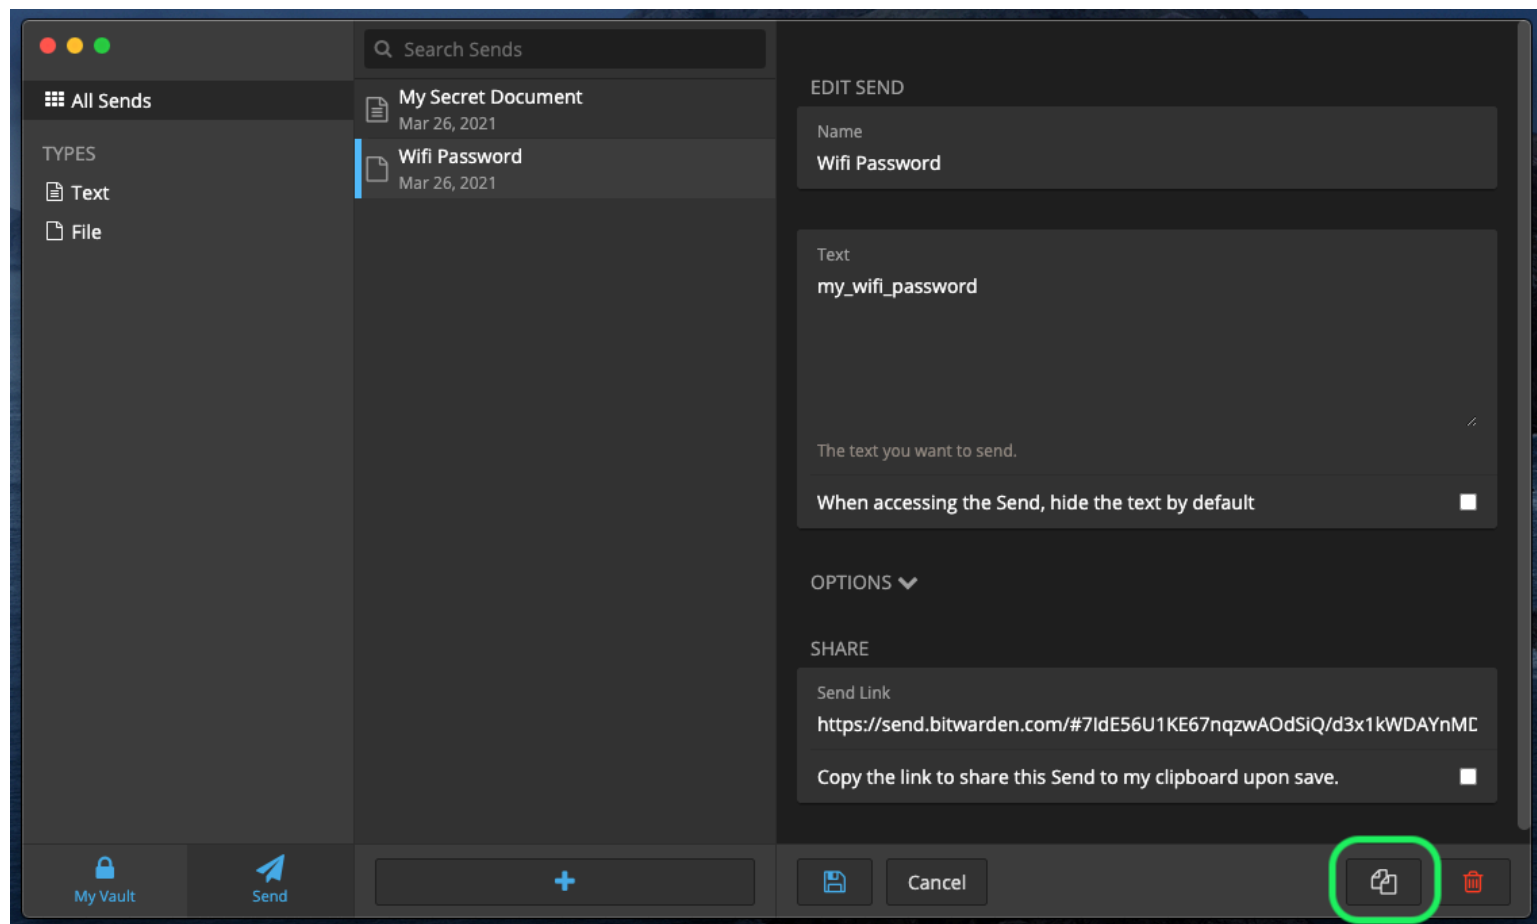 All Sends
TYPES
Text
File
My Vault
Send
Search Sends
My Secret Document
Mar 26, 2021
Wifi Password
Mar 26, 2021
EDIT SEND
Name
Wifi Password
Text
my_wifi_password
The text you want to send.
When accessing the Send, hide the text by default
OPTIONS
SHARE
Send Link
https://send.bitwarden.com/#7IdE56U1KE67nqzwAOdSiQ/d3x1kWDAYnMD
Copy the link to share this Send to my clipboard upon save.
Cancel